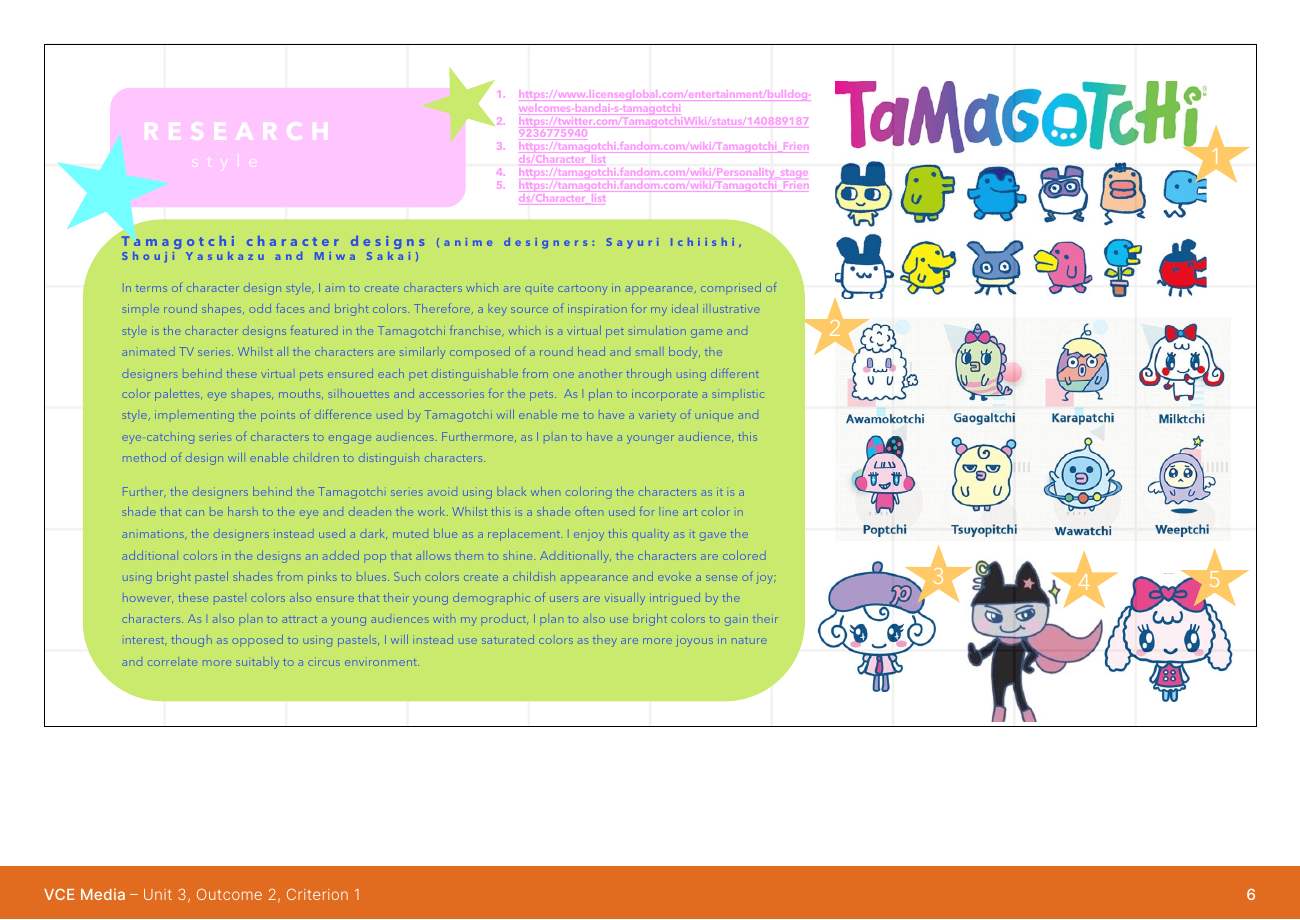 RESEARCH
style
1. https://www.licenseglobal.com/entertainment/bulldog-
welcomes-bandai-s-tamagotchi
2. https://twitter.com/TamagotchiWiki/status/140889187
9236775940
3. https://tamagotchi.fandom.com/wiki/Tamagotchi_Frien
ds/Character_list
4. https://tamagotchi.fandom.com/wiki/Personality_stage
5. https://tamagotchi.fandom.com/wiki/Tamagotchi_Frien
ds/Character_list
Tamagotchi character designs (anime designers: Sayuri Ichiishi,
Shouji Yasukazu and Miwa Sakai)
In terms of character design style, I aim to create characters which are quite cartoony in appearance, comprised of
simple round shapes, odd faces and bright colors. Therefore, a key source of inspiration for my ideal illustrative
style is the character designs featured in the Tamagotchi franchise, which is a virtual pet simulation game and
animated TV series. Whilst all the characters are similarly composed of a round head and small body, the
designers behind these virtual pets ensured each pet distinguishable from one another through using different
color palettes, eye shapes, mouths, silhouettes and accessories for the pets. As I plan to incorporate a simplistic
style, implementing the points of difference used by Tamagotchi will enable me to have a variety of unique and
eye-catching series of characters to engage audiences. Furthermore, as I plan to have a younger audience, this
method of design will enable children to distinguish characters.
Further, the designers behind the Tamagotchi series avoid using black when coloring the characters as it is a
shade that can be harsh to the eye and deaden the work. Whilst this is a shade often used for line art color in
animations, the designers instead used a dark, muted blue as a replacement. I enjoy this quality as it gave the
additional colors in the designs an added pop that allows them to shine. Additionally, the characters are colored
using bright pastel shades from pinks to blues. Such colors create a childish appearance and evoke a sense of joy;
however, these pastel colors also ensure that their young demographic of users are visually intrigued by the
characters. As I also plan to attract a young audiences with my product, I plan to also use bright colors to gain their
interest, though as opposed to using pastels, I will instead use saturated colors as they are more joyous in nature
and correlate more suitably to a circus environment.
TaMaGOTCHi
1
2
Awamokotchi Gaogaltchi Karapatchi Milktchi
Poptchi Tsuyopitchi Wawatchi Weeptchi
3
4
5
p
VCE Media – Unit 3, Outcome 2, Criterion 1
6